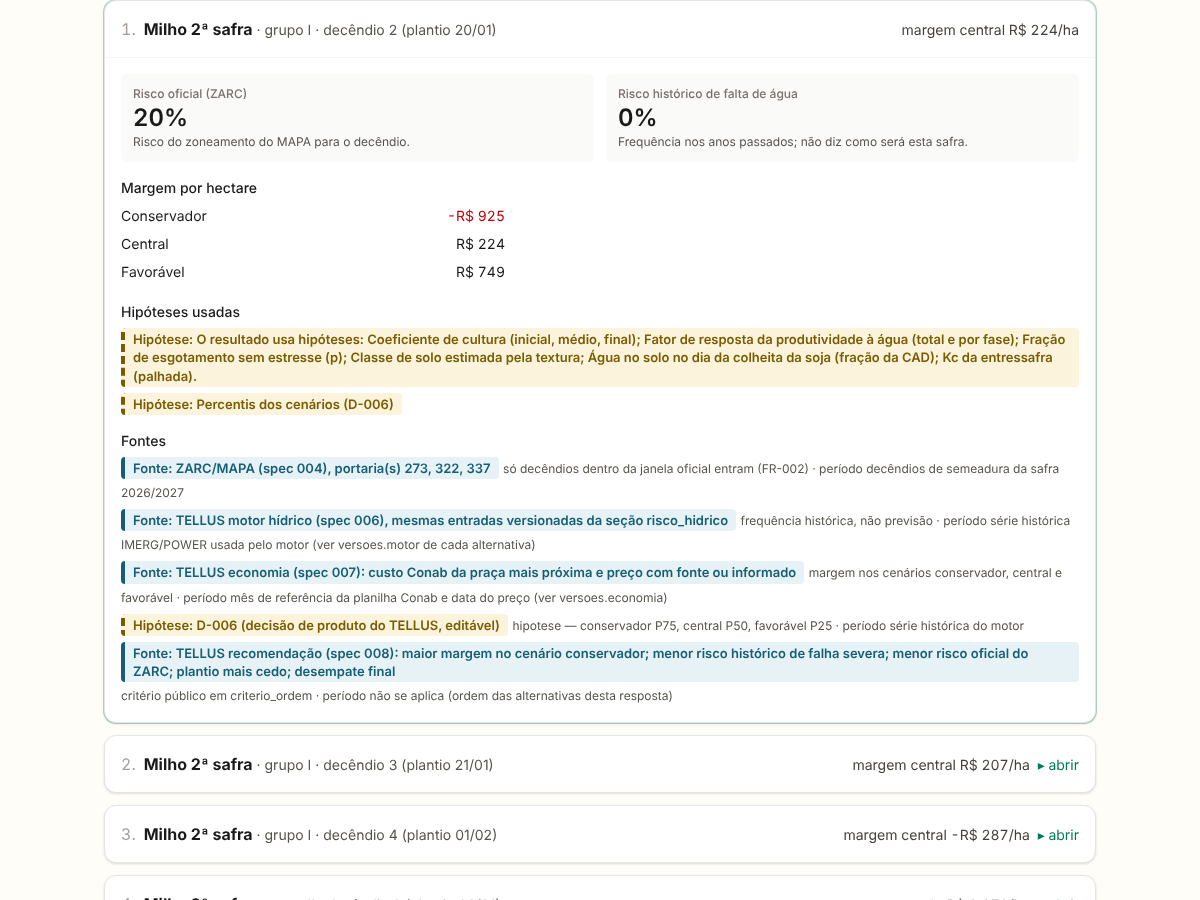 1. Milho 2ª safra · grupo I · decêndio 2 (plantio 20/01) margem central R$ 224/ha
Risco oficial (ZARC)
20%
Risco do zoneamento do MAPA para o decêndio.
Risco histórico de falta de água
0%
Frequência nos anos passados; não diz como será esta safra.
Margem por hectare
Conservador -R$ 925
Central R$ 224
Favorável R$ 749
Hipóteses usadas
Hipótese: O resultado usa hipóteses: Coeficiente de cultura (inicial, médio, final); Fator de resposta da produtividade à água (total e por fase); Fração
de esgotamento sem estresse (p); Classe de solo estimada pela textura; Água no solo no dia da colheita da soja (fração da CAD); Kc da entressafra
(palhada).
Hipótese: Percentis dos cenários (D-006)
Fontes
Fonte: ZARC/MAPA (spec 004), portaria(s) 273, 322, 337 só decêndios dentro da janela oficial entram (FR-002) · período decêndios de semeadura da safra
2026/2027
Fonte: TELLUS motor hídrico (spec 006), mesmas entradas versionadas da seção risco_hidrico frequência histórica, não previsão · período série histórica
IMERG/POWER usada pelo motor (ver versoes.motor de cada alternativa)
Fonte: TELLUS economia (spec 007): custo Conab da praça mais próxima e preço com fonte ou informado margem nos cenários conservador, central e
favorável · período mês de referência da planilha Conab e data do preço (ver versoes.economia)
Hipótese: D-006 (decisão de produto do TELLUS, editável) hipotese — conservador P75, central P50, favorável P25 · período série histórica do motor
Fonte: TELLUS recomendação (spec 008): maior margem no cenário conservador; menor risco histórico de falha severa; menor risco oficial do
ZARC; plantio mais cedo; desempate final
critério público em criterio_ordem · período não se aplica (ordem das alternativas desta resposta)
2. Milho 2ª safra · grupo I · decêndio 3 (plantio 21/01) margem central R$ 207/ha ▸ abrir
3. Milho 2ª safra · grupo I · decêndio 4 (plantio 01/02) margem central -R$ 287/ha ▸ abrir